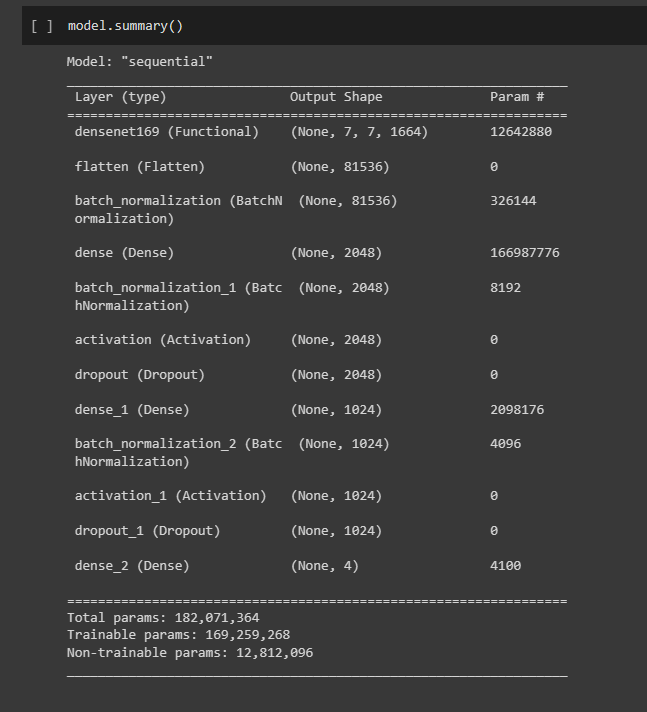 [ ] model.summary()
Model: "sequential"
_________________________________________________________________
Layer (type) Output Shape Param #
=================================================================
densenet169 (Functional) (None, 7, 7, 1664) 12642880
flatten (Flatten) (None, 81536) 0
batch_normalization (BatchN (None, 81536) 326144
ormalization)
dense (Dense) (None, 2048) 166987776
batch_normalization_1 (Batc (None, 2048) 8192
hNormalization)
activation (Activation) (None, 2048) 0
dropout (Dropout) (None, 2048) 0
dense_1 (Dense) (None, 1024) 2098176
batch_normalization_2 (Batc (None, 1024) 4096
hNormalization)
activation_1 (Activation) (None, 1024) 0
dropout_1 (Dropout) (None, 1024) 0
dense_2 (Dense) (None, 4) 4100
=================================================================
Total params: 182,071,364
Trainable params: 169,259,268
Non-trainable params: 12,812,096
_________________________________________________________________